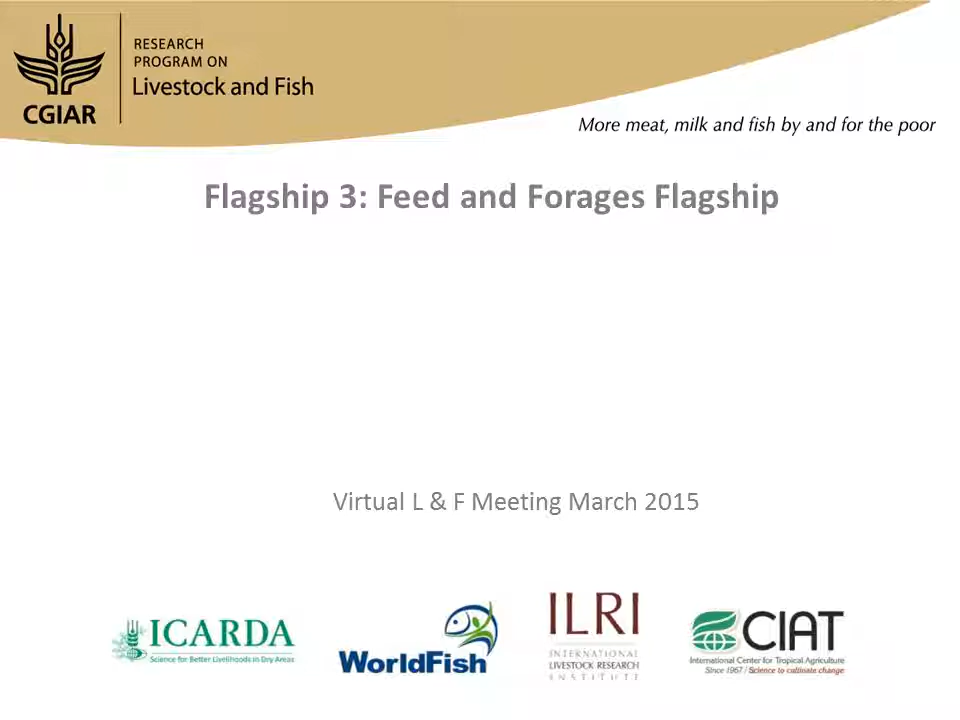 RESEARCH
PROGRAM ON
Livestock and Fish
CGIAR
More meat, milk and fish by and for the poor
Flagship 3: Feed and Forages Flagship
Virtual L & F Meeting March 2015
ICARDA
Science for Better Livelihoods in Dry Areas
WorldFish
ILRI
INTERNATIONAL
LIVESTOCK RESEARCH
INSTITUTE
CIAT
International Center for Tropical Agriculture
Since 1967 / Science to cultivate change